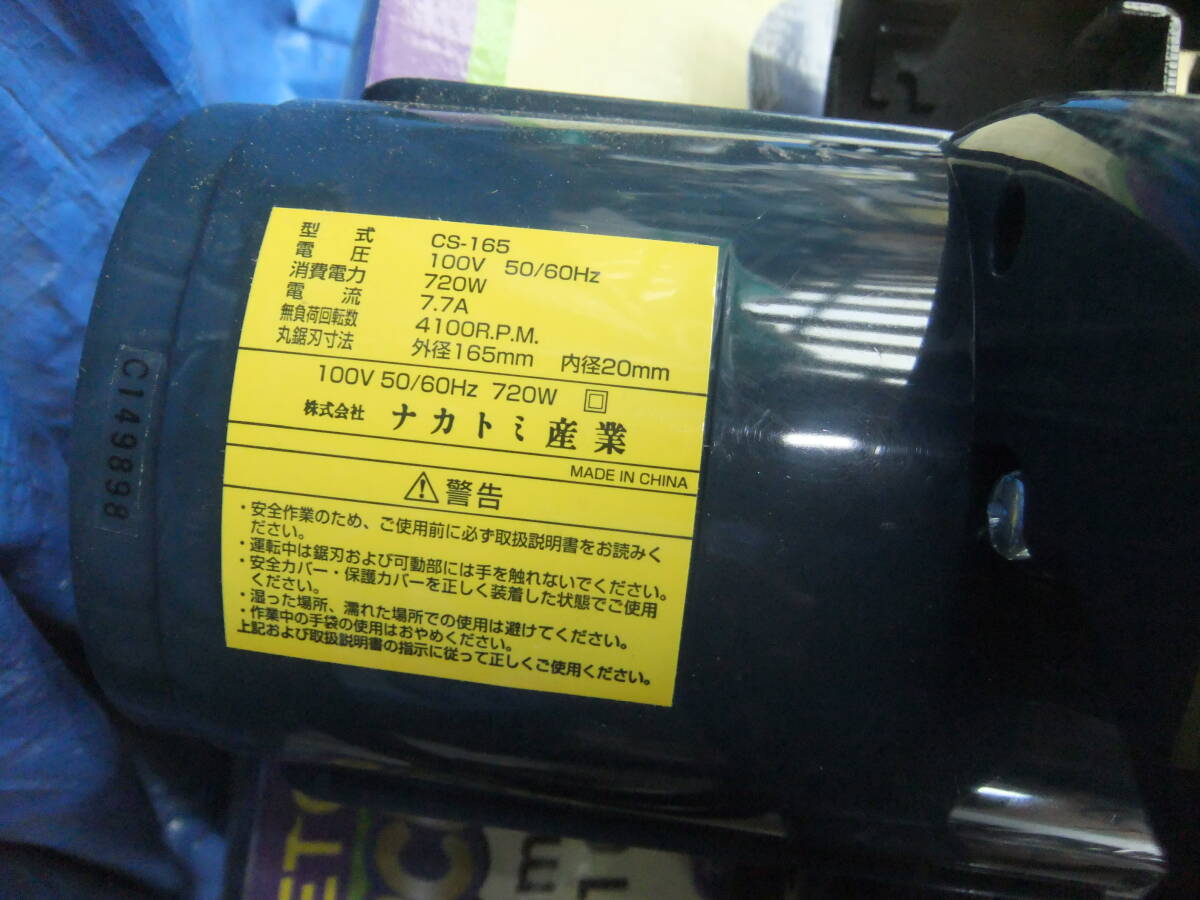 型式 CS-165
電圧 100V 50/60Hz
消費電力 720W
電流 7.7A
無負荷回転数 4100R.P.M.
丸鋸刃寸法 外径165mm 内径20mm
100V 50/60Hz 720W
株式会社 ナカトミ産業
MADE IN CHINA
⚠警告
・安全作業のため、ご使用前に必ず取扱説明書をお読みく
ださい。
・運転中は鋸刃および可動部には手を触れないでください。
・安全カバー・保護カバーを正しく装着した状態でご使用
ください。
・湿った場所、濡れた場所での使用は避けてください。
・作業中の手袋の使用はおやめください。
上記および取扱説明書の指示に従って正しくご使用ください。
C149898